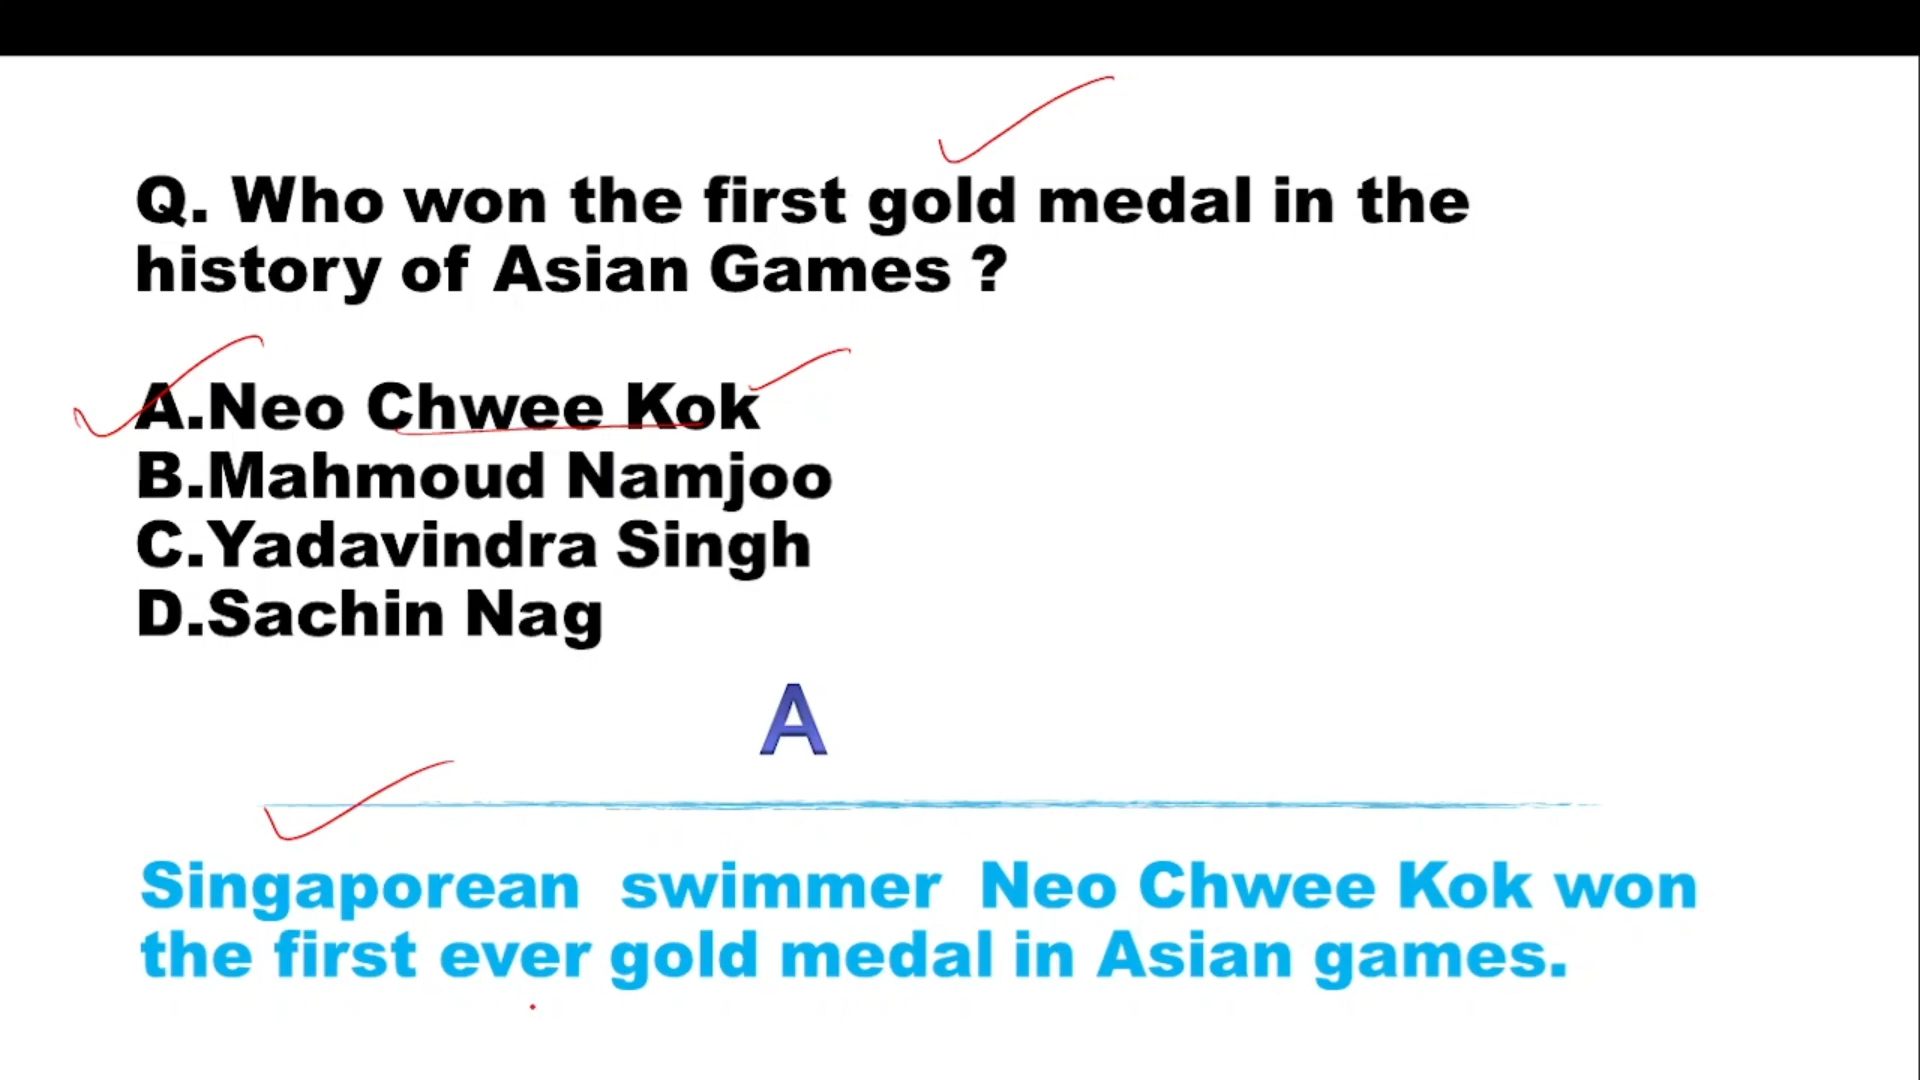 Q. Who won the first gold medal in the
history of Asian Games ?
A.Neo Chwee Kok
B.Mahmoud Namjoo
C.Yadavindra Singh
D.Sachin Nag
A
Singaporean swimmer Neo Chwee Kok won
the first ever gold medal in Asian games.